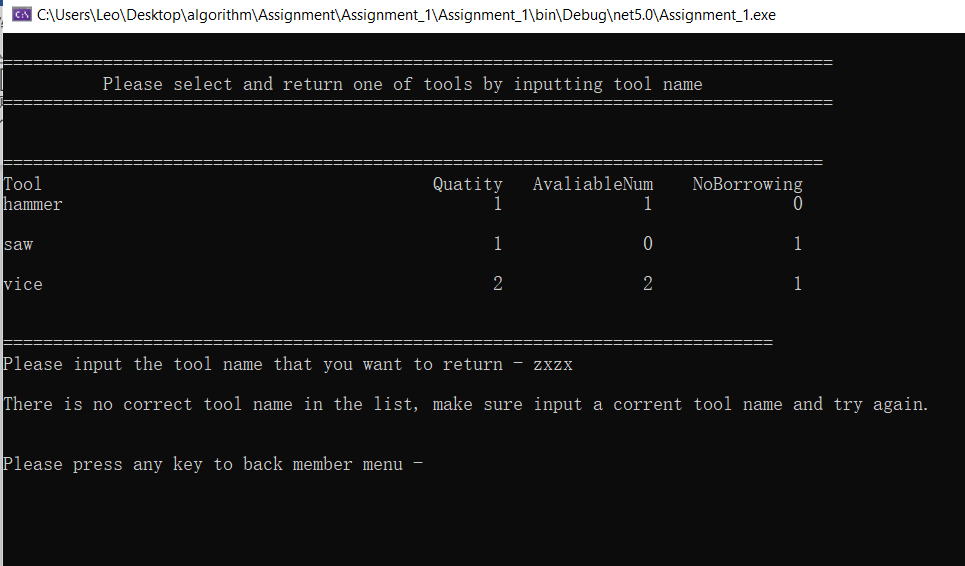 C:\Users\Leo\Desktop\algorithm\Assignment\Assignment_1\Assignment_1\bin\Debug\net5.0\Assignment_1.exe
===================================================================================
Please select and return one of tools by inputting tool name
===================================================================================
==================================================================================
Tool Quatity AvaliableNum NoBorrowing
hammer 1 1 0
saw 1 0 1
vice 2 2 1
=============================================================================
Please input the tool name that you want to return - zxzx
There is no correct tool name in the list, make sure input a corrent tool name and try again.
Please press any key to back member menu -